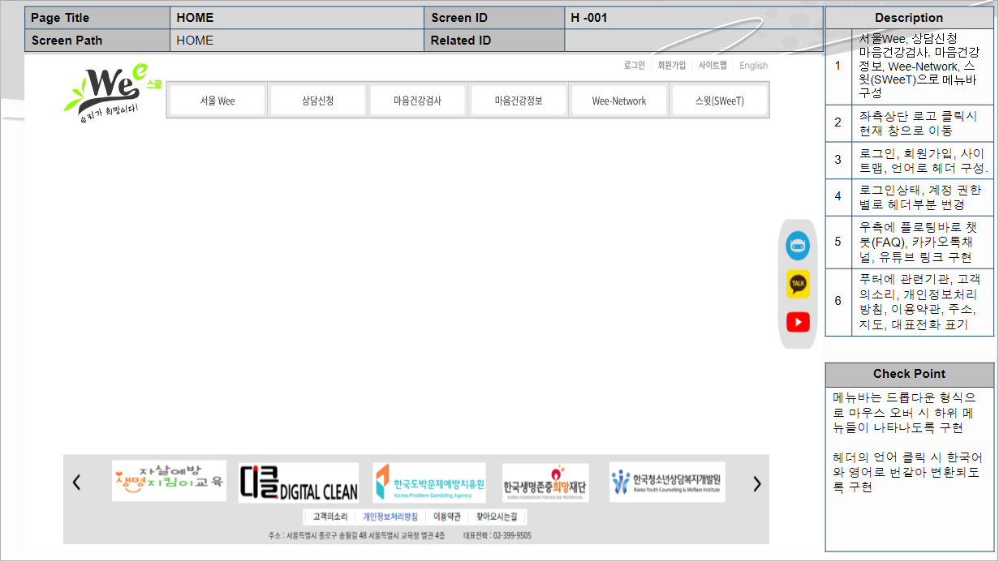 Page Title HOME Screen ID H -001
Screen Path HOME Related ID
로그인 회원가입 사이트맵 English
Wee 스쿨
우리가 희망이다!
서울 Wee 상담신청 마음건강검사 마음건강정보 Wee-Network 스윗(SWeeT)
TALK
자살예방
생명지킴이교육
디클 DIGITAL CLEAN
한국도박문제예방치유원
Korea Problem Gambling Agency
한국생명존중희망재단
KOREA FOUNDATION FOR SUICIDE PREVENTION
한국청소년상담복지개발원
Korea Youth Counseling & Welfare Institute
고객의소리 개인정보처리방침 이용약관 찾아오시는길
주소 : 서울특별시 종로구 송월길 48 서울특별시 교육청 별관 4층 대표전화 : 02-399-9505
Description
1 서울Wee, 상담신청
마음건강검사, 마음건강
정보, Wee-Network, 스
윗(SWeeT)으로 메뉴바
구성
2 좌측상단 로고 클릭시
현재 창으로 이동
3 로그인, 회원가입, 사이
트맵, 언어로 헤더 구성.
4 로그인상태, 계정 권한
별로 헤더부분 변경
5 우측에 플로팅바로 챗
봇(FAQ), 카카오톡채
널, 유튜브 링크 구현
6 푸터에 관련기관, 고객
의소리, 개인정보처리
방침, 이용약관, 주소,
지도, 대표전화 표기
Check Point
메뉴바는 드롭다운 형식으
로 마우스 오버 시 하위 메
뉴들이 나타나도록 구현
헤더의 언어 클릭 시 한국어
와 영어로 번갈아 변환되도
록 구현